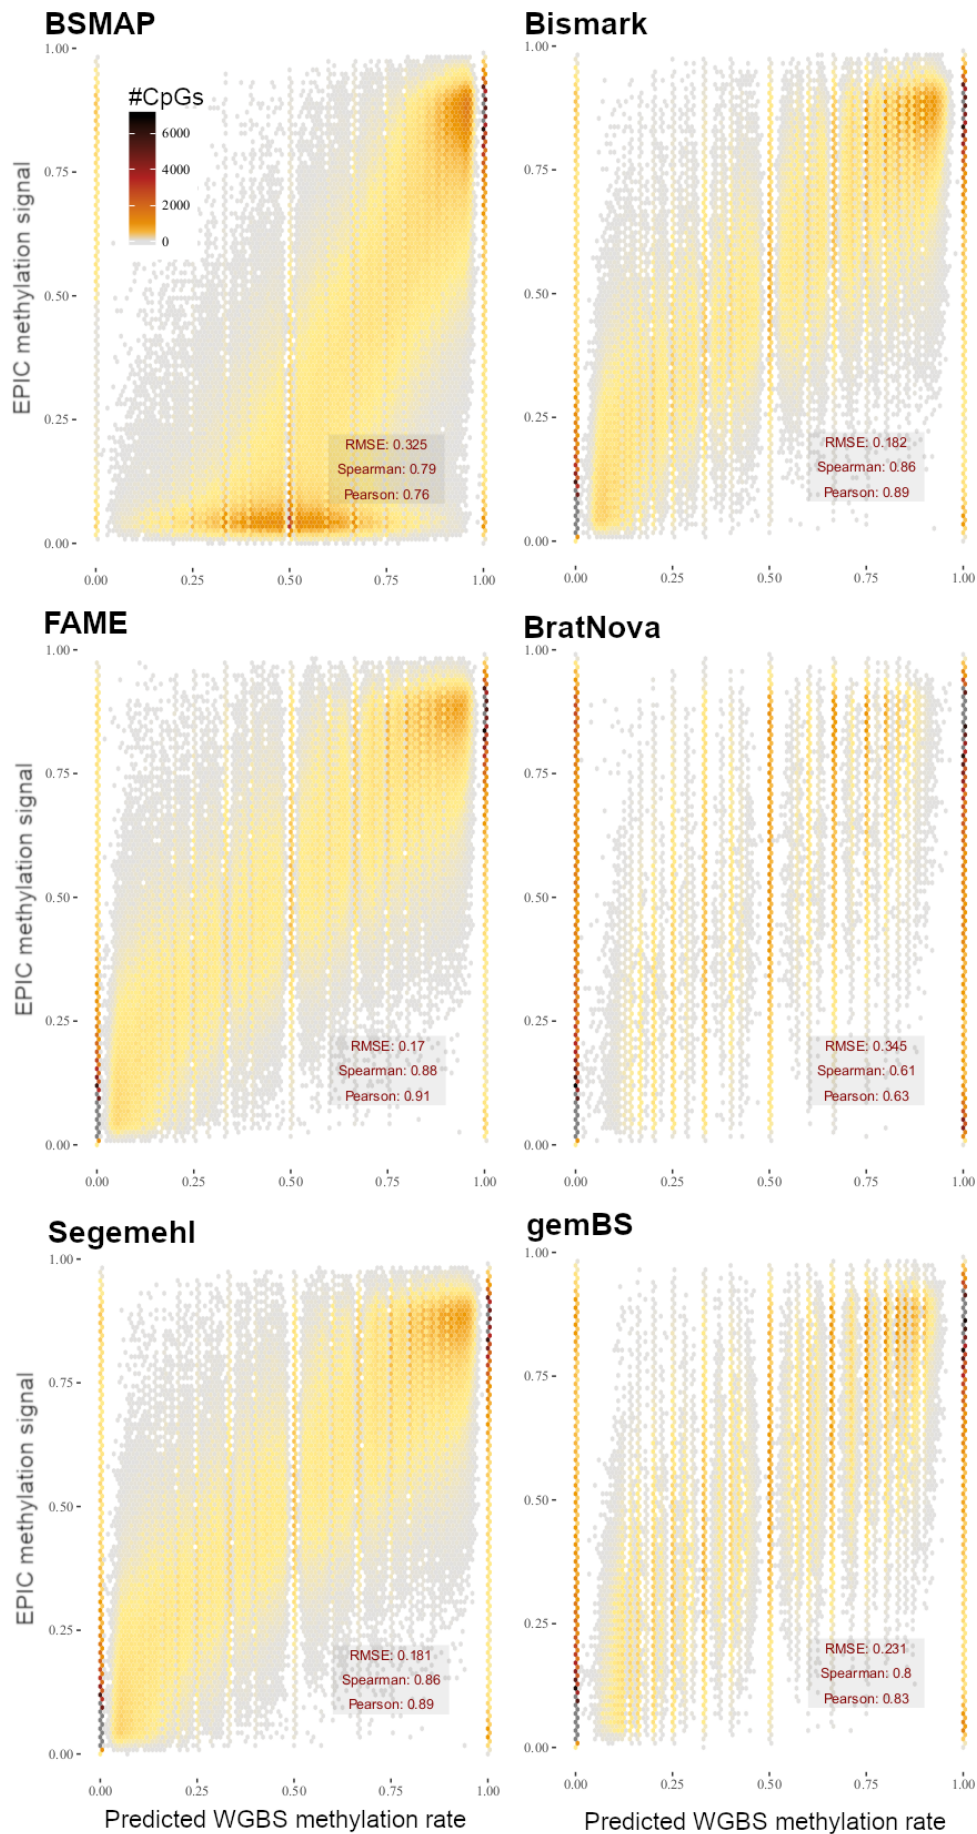 BSMAP
1.00
#CpGs
6000
4000
2000
0
0.75
0.50
0.25
0.00
EPIC methylation signal
RMSE: 0.325
Spearman: 0.79
Pearson: 0.76
0.00 0.25 0.50 0.75 1.00
Bismark
1.00
0.75
0.50
0.25
0.00
RMSE: 0.182
Spearman: 0.86
Pearson: 0.89
0.00 0.25 0.50 0.75 1.00
FAME
1.00
0.75
0.50
0.25
0.00
EPIC methylation signal
RMSE: 0.17
Spearman: 0.88
Pearson: 0.91
0.00 0.25 0.50 0.75 1.00
BratNova
1.00
0.75
0.50
0.25
0.00
RMSE: 0.345
Spearman: 0.61
Pearson: 0.63
0.00 0.25 0.50 0.75 1.00
Segemehl
1.00
0.75
0.50
0.25
0.00
EPIC methylation signal
RMSE: 0.181
Spearman: 0.86
Pearson: 0.89
0.00 0.25 0.50 0.75 1.00
Predicted WGBS methylation rate
gemBS
1.00
0.75
0.50
0.25
0.00
RMSE: 0.231
Spearman: 0.8
Pearson: 0.83
0.00 0.25 0.50 0.75 1.00
Predicted WGBS methylation rate